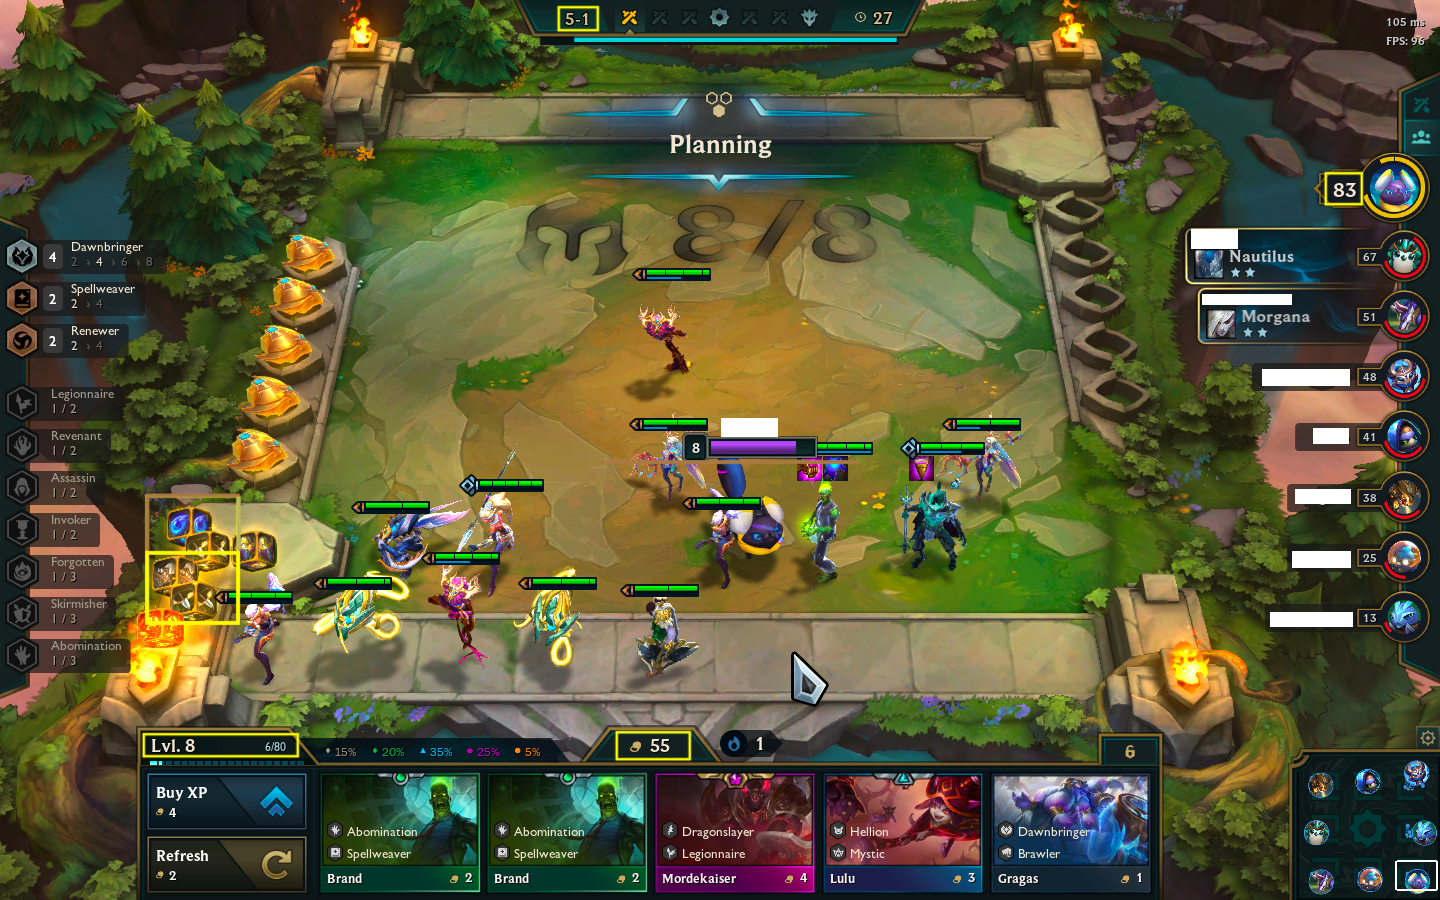 5-1
27
105 ms
FPS: 96
Planning
8/8
83
4
Dawnbringer
2 › 4 › 6 › 8
2
Spellweaver
2 › 4
2
Renewer
2 › 4
Legionnaire
1 / 2
Revenant
1 / 2
Assassin
1 / 2
Invoker
1 / 2
Forgotten
1 / 3
Skirmisher
1 / 3
Abomination
1 / 3
Nautilus
67
Morgana
51
48
41
38
25
13
8
Lvl. 8
6/80
15%
20%
35%
25%
5%
55
1
6
Buy XP
4
Refresh
2
Abomination
Spellweaver
Brand
2
Abomination
Spellweaver
Brand
2
Dragonslayer
Legionnaire
Mordekaiser
4
Hellion
Mystic
Lulu
3
Dawnbringer
Brawler
Gragas
1